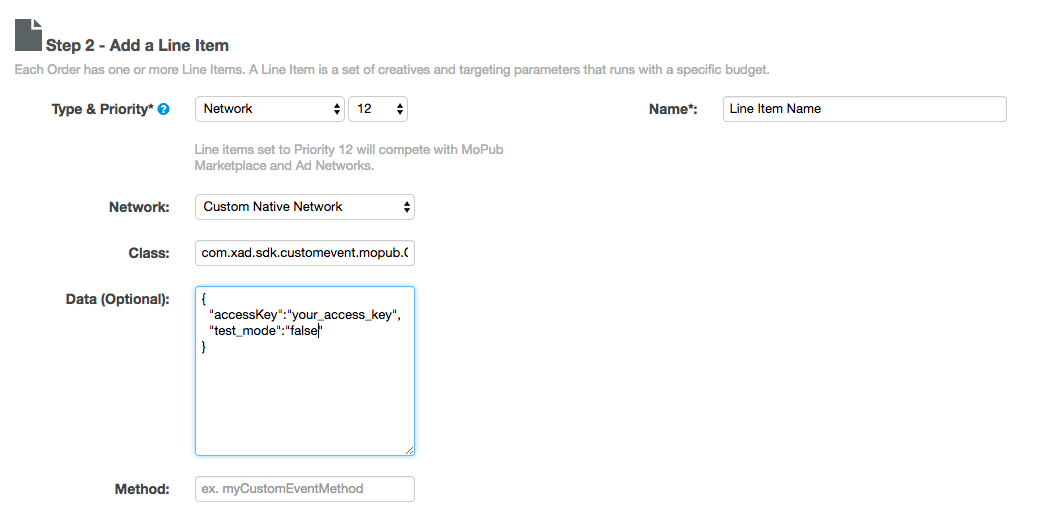 Step 2 - Add a Line Item
Each Order has one or more Line Items. A Line Item is a set of creatives and targeting parameters that runs with a specific budget.
Type & Priority* ? Network 12 Name*: Line Item Name
Line items set to Priority 12 will compete with MoPub
Marketplace and Ad Networks.
Network: Custom Native Network
Class: com.xad.sdk.customevent.mopub.
Data (Optional): {
"accessKey":"your_access_key",
"test_mode":"false"
}
Method: ex. myCustomEventMethod